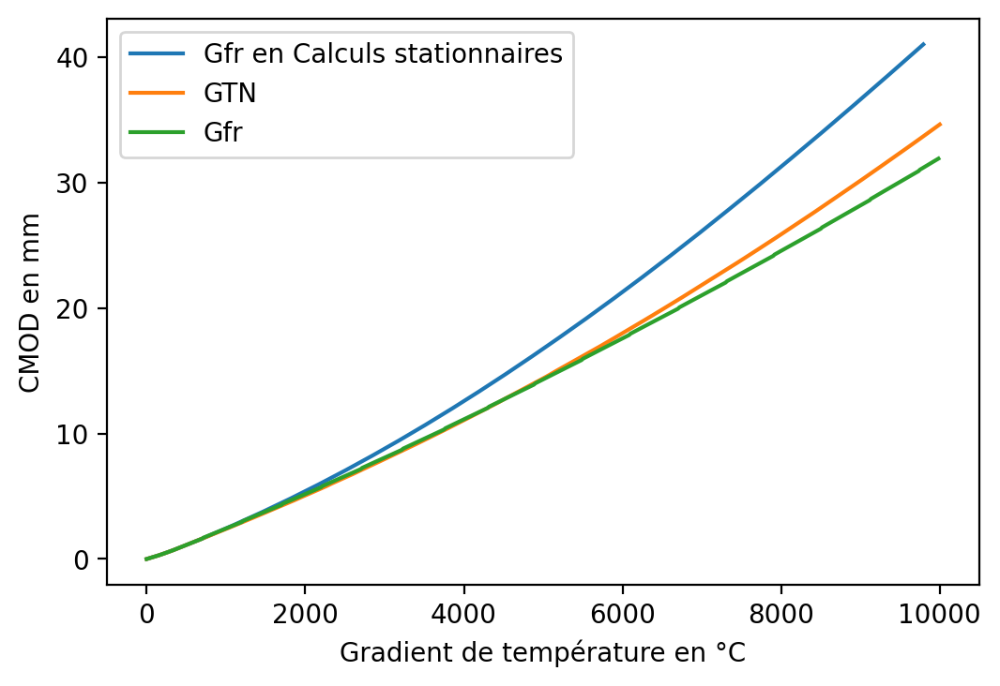 Gfr en Calculs stationnaires
GTN
Gfr
40
30
20
10
0
CMOD en mm
0 2000 4000 6000 8000 10000
Gradient de température en °C